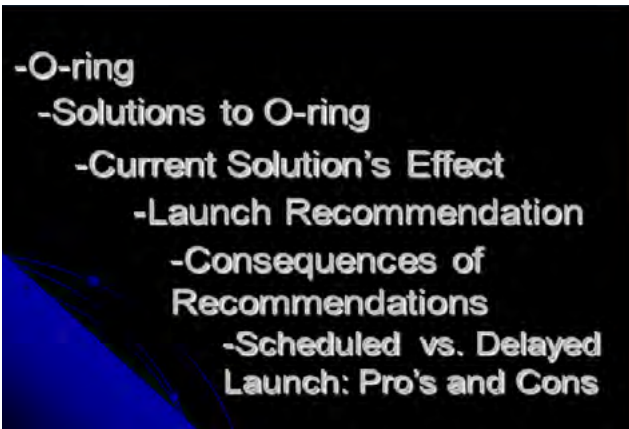 -O-ring
-Solutions to O-ring
-Current Solution's Effect
-Launch Recommendation
-Consequences of
Recommendations
-Scheduled vs. Delayed
Launch: Pro's and Cons